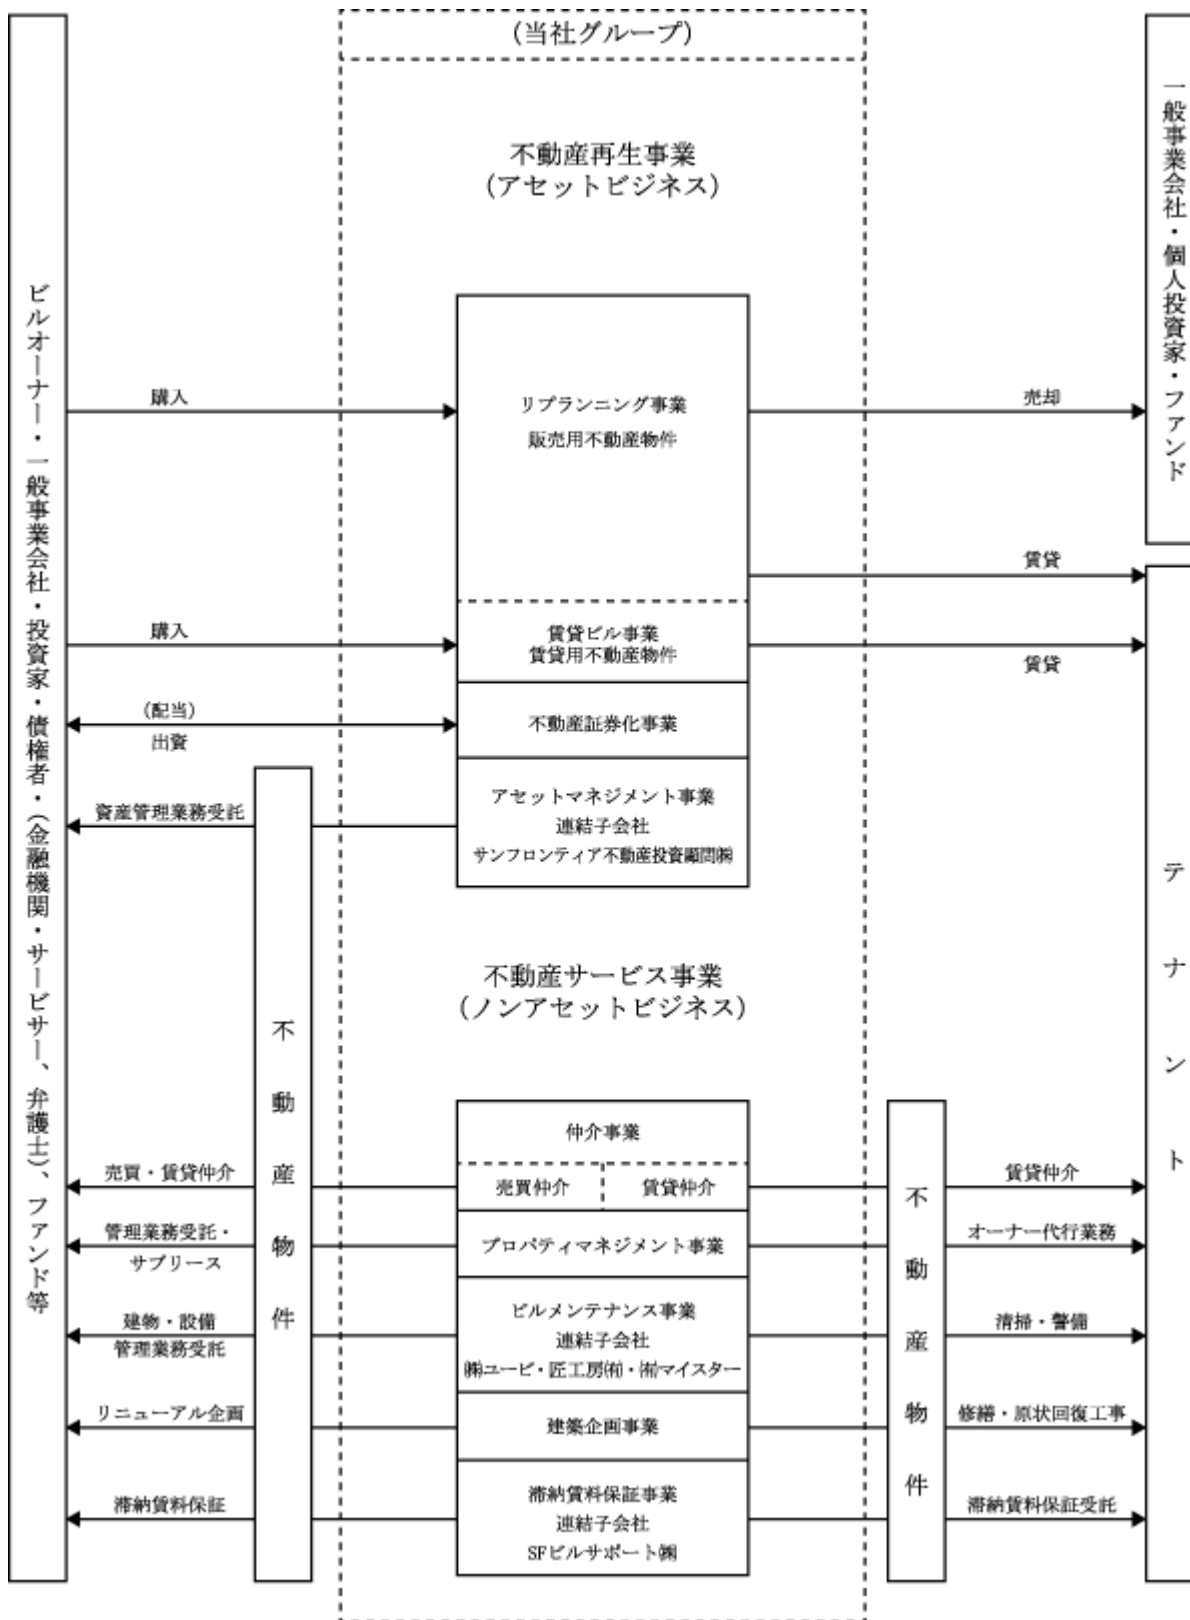 (当社グループ)
不動産再生事業
(アセットビジネス)
ビルオーナー・一般事業会社・投資家・債権者・(金融機関・サービサー、弁護士)、ファンド等
一般事業会社・個人投資家・ファンド
購入
リプランニング事業
販売用不動産物件
売却
賃貸
購入
賃貸ビル事業
賃貸用不動産物件
賃貸
(配当)
出資
不動産証券化事業
資産管理業務受託
アセットマネジメント事業
連結子会社
サンフロンティア不動産投資顧問㈱
テナント
不動産サービス事業
(ノンアセットビジネス)
不動産物件
仲介事業
売買仲介
賃貸仲介
売買・賃貸仲介
賃貸仲介
管理業務受託・
サブリース
プロパティマネジメント事業
オーナー代行業務
建物・設備
管理業務受託
ビルメンテナンス事業
連結子会社
㈱ユービ・匠工房㈲・㈲マイスター
清掃・警備
不動産物件
リニューアル企画
建築企画事業
修繕・原状回復工事
滞納賃料保証
滞納賃料保証事業
連結子会社
SFビルサポート㈱
滞納賃料保証受託